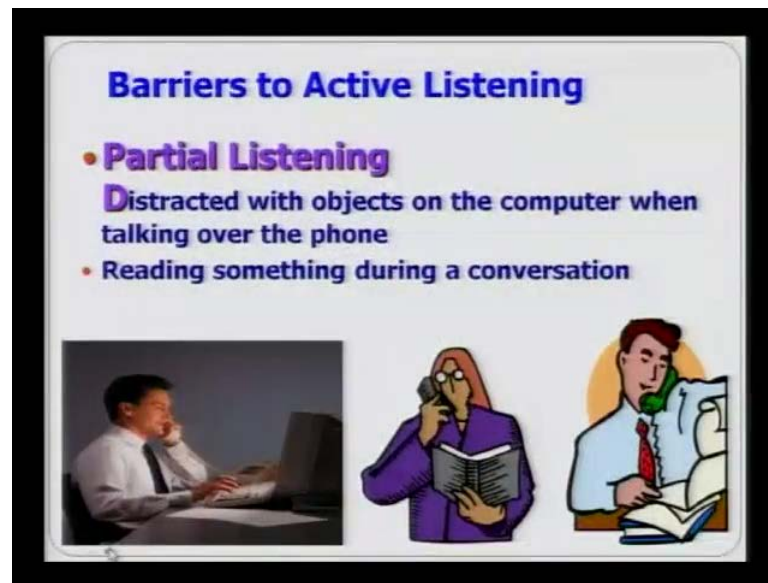 Barriers to Active Listening
• Partial Listening
Distracted with objects on the computer when
talking over the phone
• Reading something during a conversation